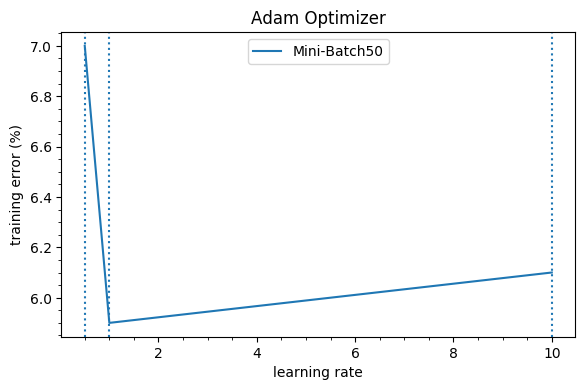 Adam Optimizer
Mini-Batch50
training error (%)
7.0
6.8
6.6
6.4
6.2
6.0
2
4
6
8
10
learning rate